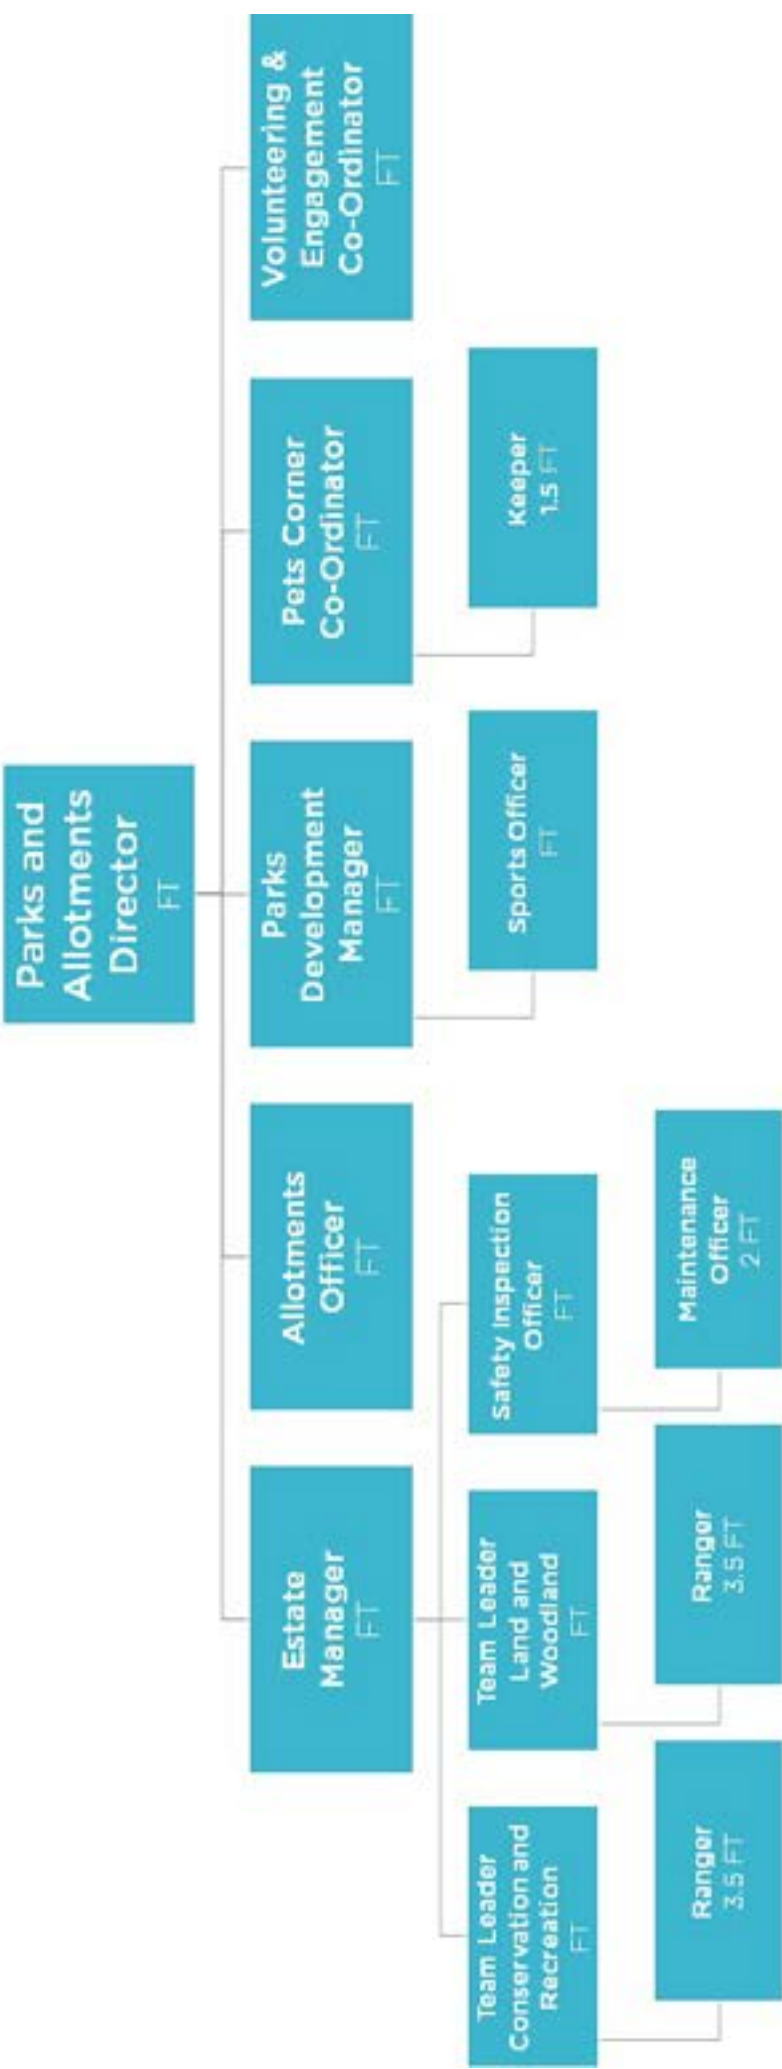 Parks and
Allotments
Director
FT
Estate
Manager
FT
Allotments
Officer
FT
Parks
Development
Manager
FT
Pets Corner
Co-Ordinator
FT
Volunteering &
Engagement
Co-Ordinator
FT
Team Leader
Conservation and
Recreation
FT
Team Leader
Land and
Woodland
FT
Safety Inspection
Officer
FT
Sports Officer
FT
Keeper
1.5 FT
Ranger
3.5 FT
Ranger
3.5 FT
Maintenance
Officer
2 FT